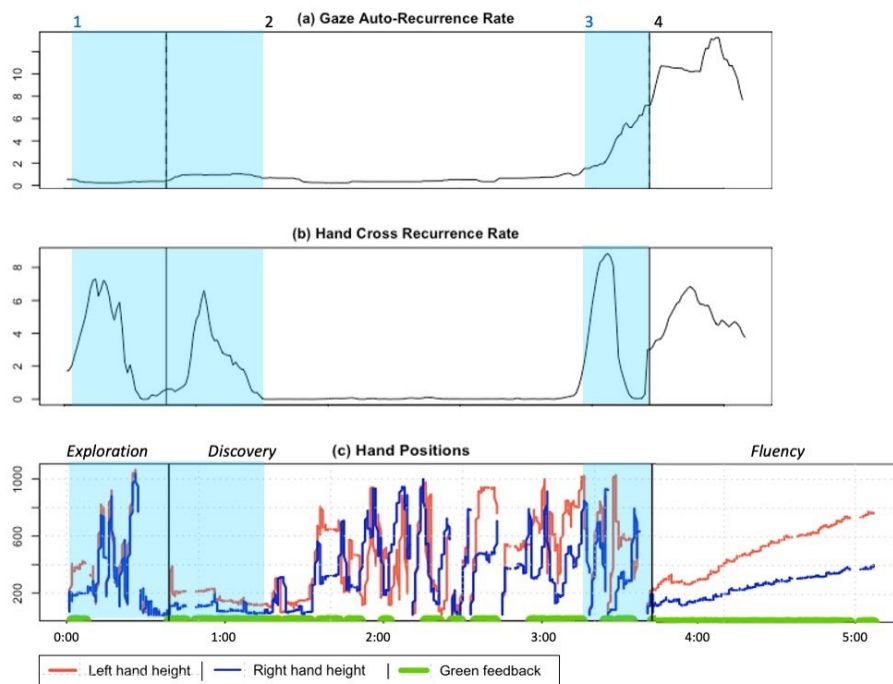 1 2 (a) Gaze Auto-Recurrence Rate 3 4
10
8
6
4
2
0
(b) Hand Cross Recurrence Rate
8
6
4
2
0
Exploration Discovery (c) Hand Positions Fluency
1000
600
200
0:00 1:00 2:00 3:00 4:00 5:00
Left hand height Right hand height Green feedback